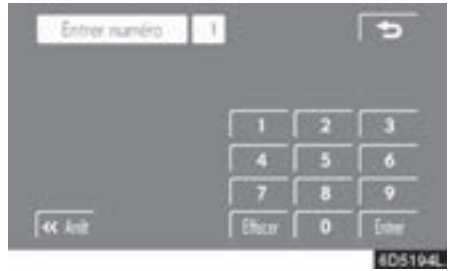 Entrer numéro 1
1 2 3
4 5 6
7 8 9
« Arrêt Effacer 0 Entrer
6D5194L